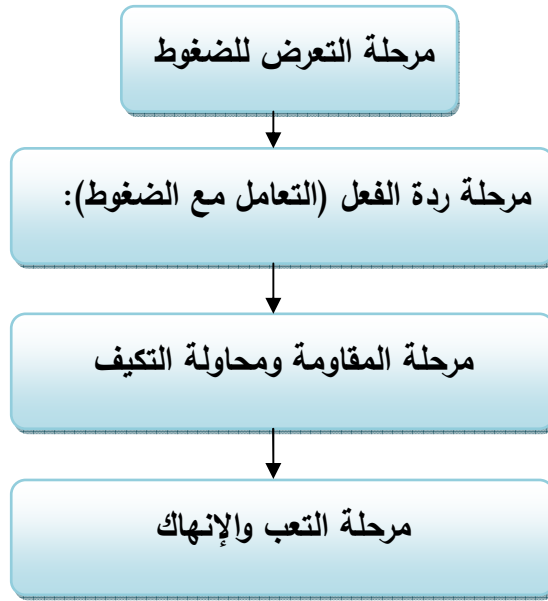 مرحلة التعرض للضغوط
مرحلة ردة الفعل (التعامل مع الضغوط):
مرحلة المقاومة ومحاولة التكيف
مرحلة التعب والإنهاك